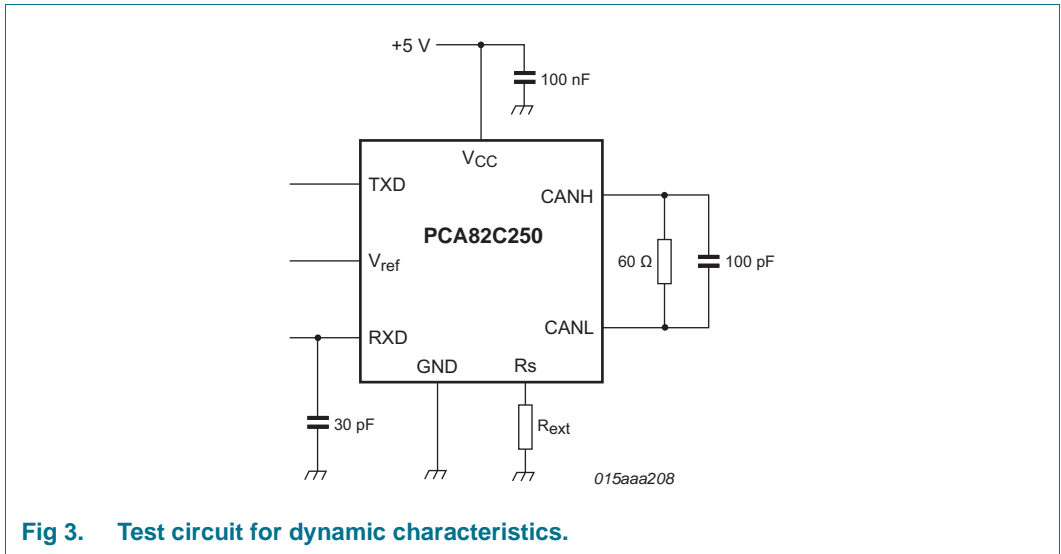 +5 V
100 nF
VCC
TXD
CANH
PCA82C250
Vref
60 Ω
100 pF
RXD
CANL
GND
Rs
30 pF
Rext
015aaa208
Fig 3. Test circuit for dynamic characteristics.